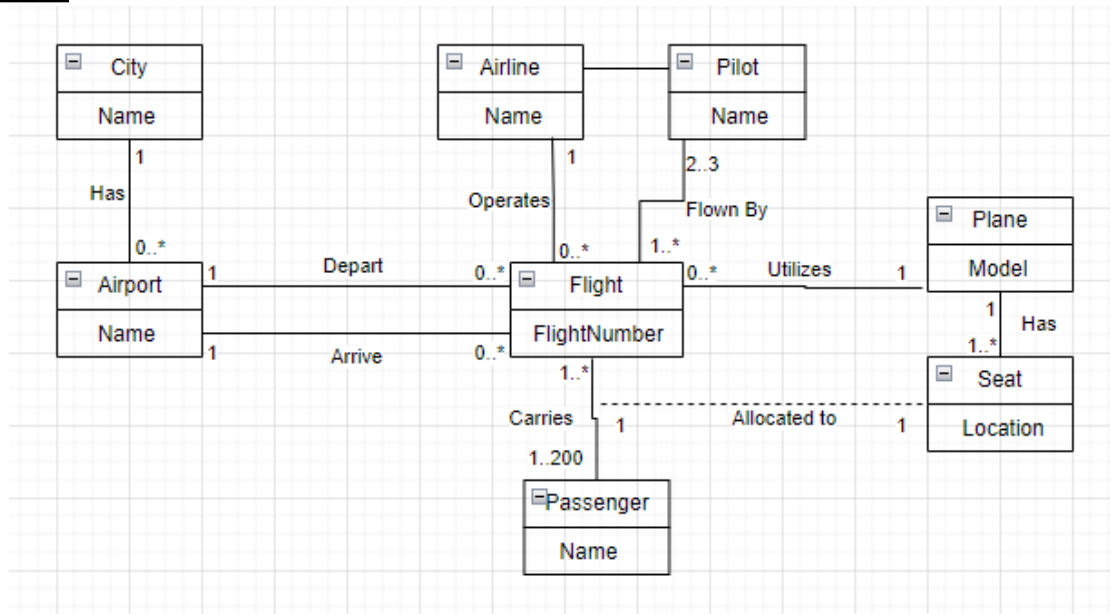 City
Name
1
Has
0..*
Airport
Name
Airline
Name
1
Operates
0..*
Pilot
Name
2..3
Flown By
1..*
1
Depart
0..*
1
Arrive
0..*
Flight
FlightNumber
0..*
Utilizes
1
Plane
Model
1
Has
1..*
Seat
Location
1..*
Carries
1..200
1
Allocated to
1
Passenger
Name